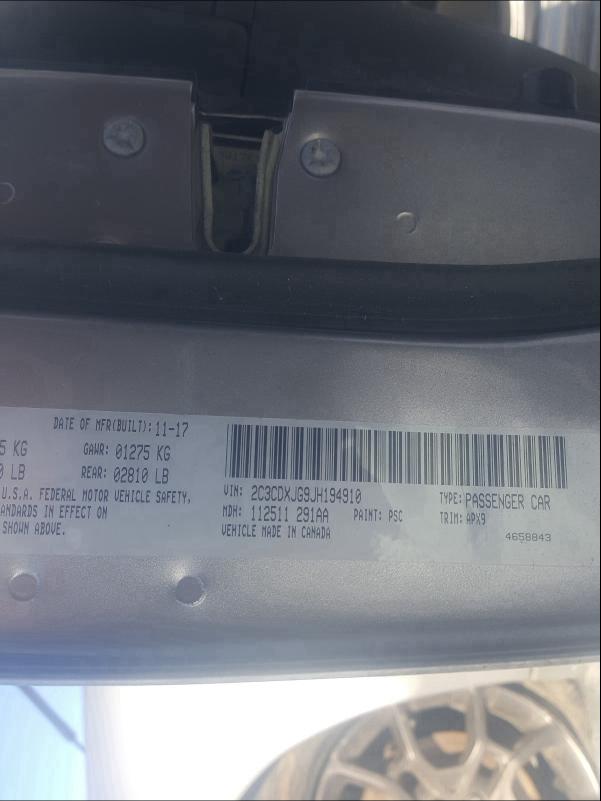 DATE OF MFR(BUILT): 11-17
5 KG GAWR: 01275 KG
0 LB REAR: 02810 LB
U.S.A. FEDERAL MOTOR VEHICLE SAFETY,
STANDARDS IN EFFECT ON
SHOWN ABOVE.
VIN: 2C3CDXJG9JH194910 TYPE: PASSENGER CAR
MDH: 112511 291AA PAINT: PSC TRIM: APX9
VEHICLE MADE IN CANADA
4658843